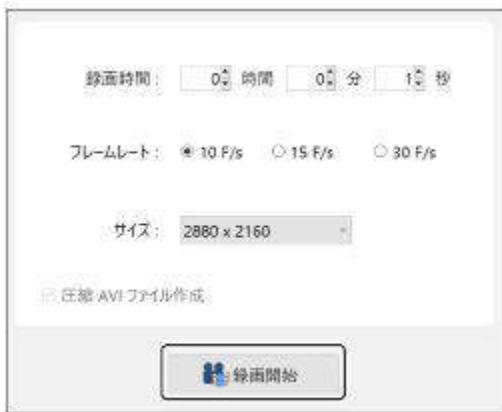 録画時間： 0 時間 0 分 1 秒
フレームレート： 10 F/s 15 F/s 30 F/s
サイズ： 2880 x 2160
圧縮 AVI ファイル作成
録画開始